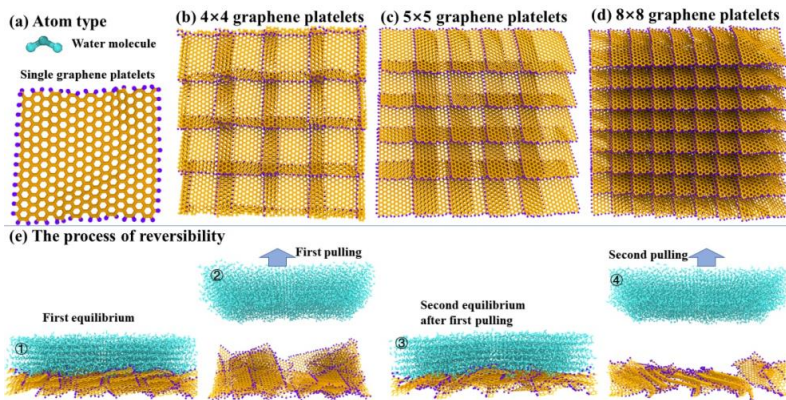 (a) Atom type
Water molecule
Single graphene platelets
(b) 4×4 graphene platelets
(c) 5×5 graphene platelets
(d) 8×8 graphene platelets
(e) The process of reversibility
First equilibrium
①
②
First pulling
Second equilibrium
after first pulling
③
Second pulling
④